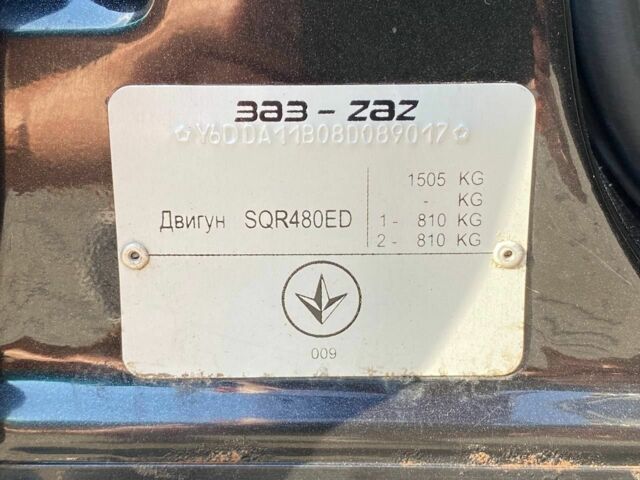 ЗАЗ - ZAZ
Y6DDA11B08D089017
1505 KG
- KG
Двигун SQR480ED 1 - 810 KG
2 - 810 KG
009